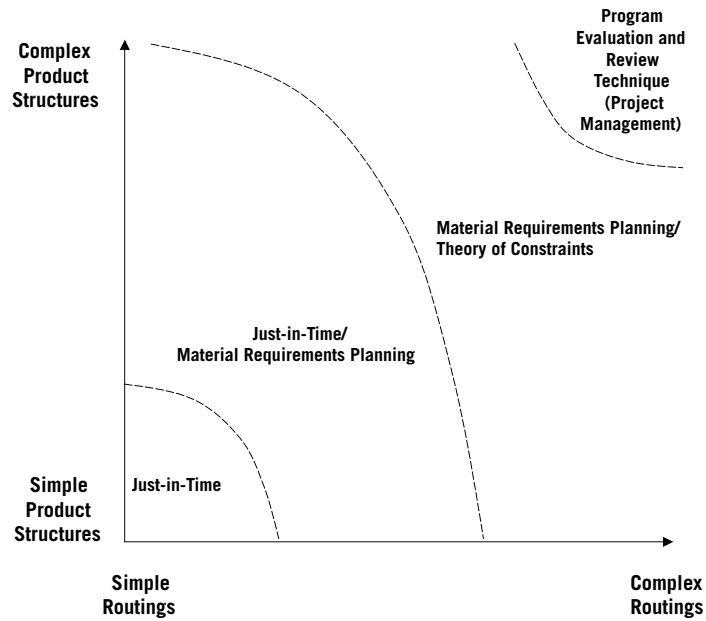 Program
Evaluation and
Review
Technique
(Project
Management)
Complex
Product
Structures
Material Requirements Planning/
Theory of Constraints
Just-in-Time/
Material Requirements Planning
Just-in-Time
Simple
Product
Structures
Simple
Routings
Complex
Routings